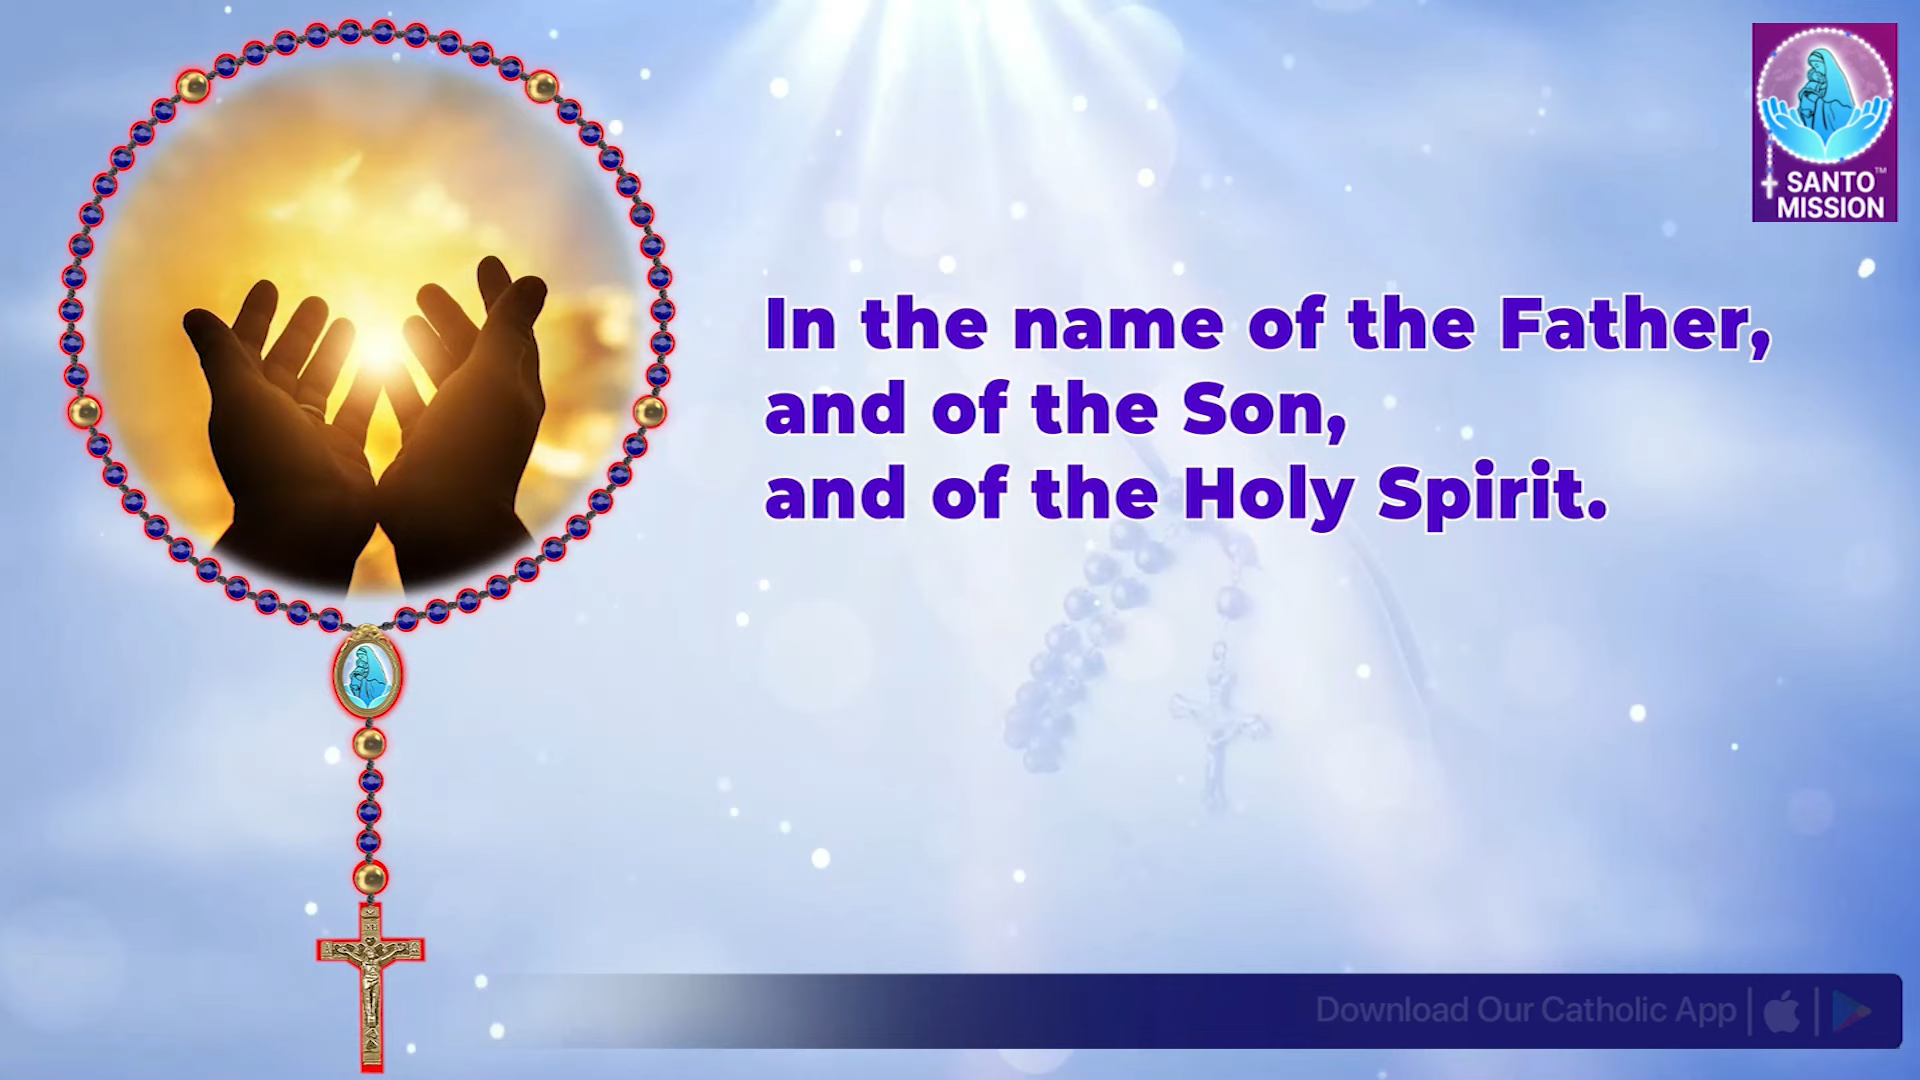 SANTO™
MISSION
In the name of the Father,
and of the Son,
and of the Holy Spirit.
Download Our Catholic App